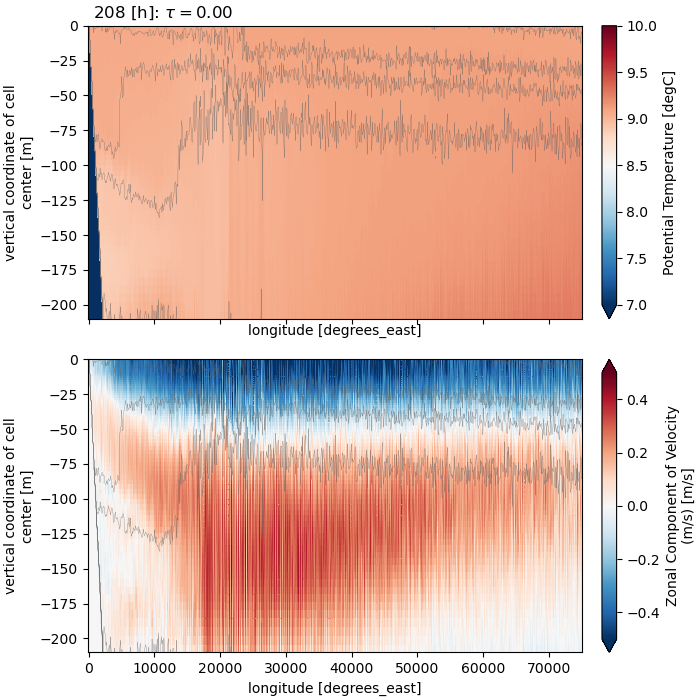 208 [h]: τ = 0.00
0
−25
−50
−75
−100
−125
−150
−175
−200
vertical coordinate of cell
center [m]
longitude [degrees_east]
10.0
9.5
9.0
8.5
8.0
7.5
7.0
Potential Temperature [degC]
0
−25
−50
−75
−100
−125
−150
−175
−200
vertical coordinate of cell
center [m]
0 10000 20000 30000 40000 50000 60000 70000
longitude [degrees_east]
0.4
0.2
0.0
−0.2
−0.4
Zonal Component of Velocity
(m/s) [m/s]